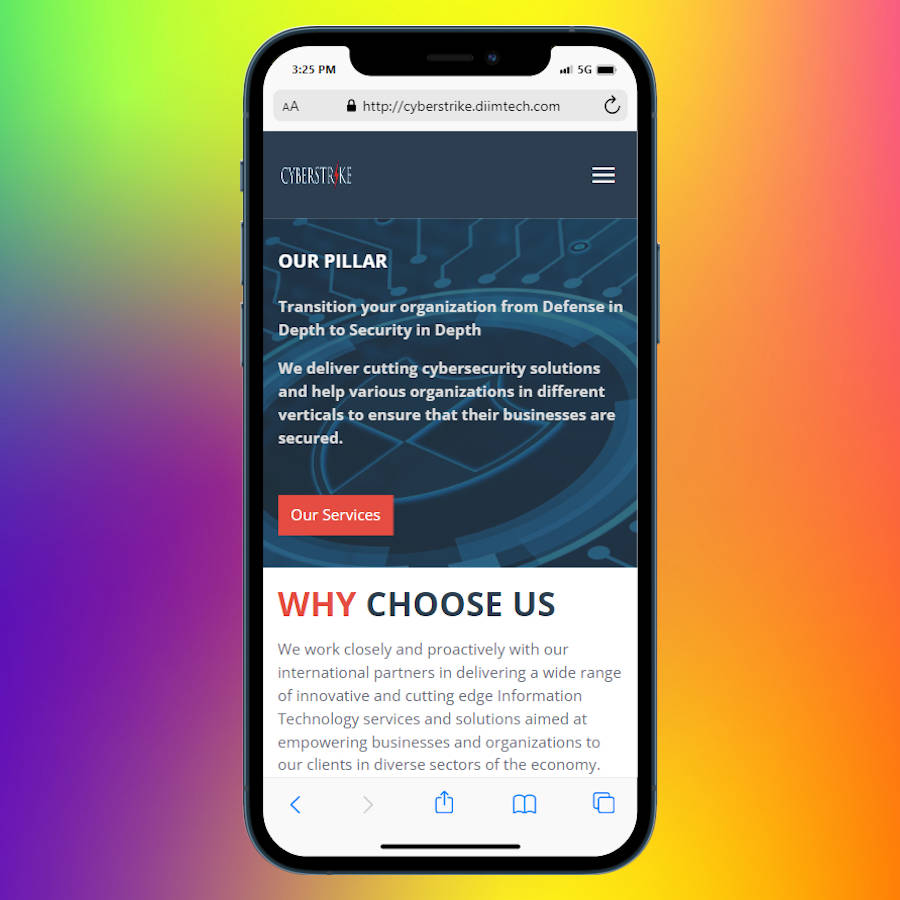 3:25 PM
5G
AA
http://cyberstrike.diimtech.com
CYBERSTRIKE
OUR PILLAR
Transition your organization from Defense in
Depth to Security in Depth
We deliver cutting cybersecurity solutions
and help various organizations in different
verticals to ensure that their businesses are
secured.
Our Services
WHY CHOOSE US
We work closely and proactively with our
international partners in delivering a wide range
of innovative and cutting edge Information
Technology services and solutions aimed at
empowering businesses and organizations to
our clients in diverse sectors of the economy.